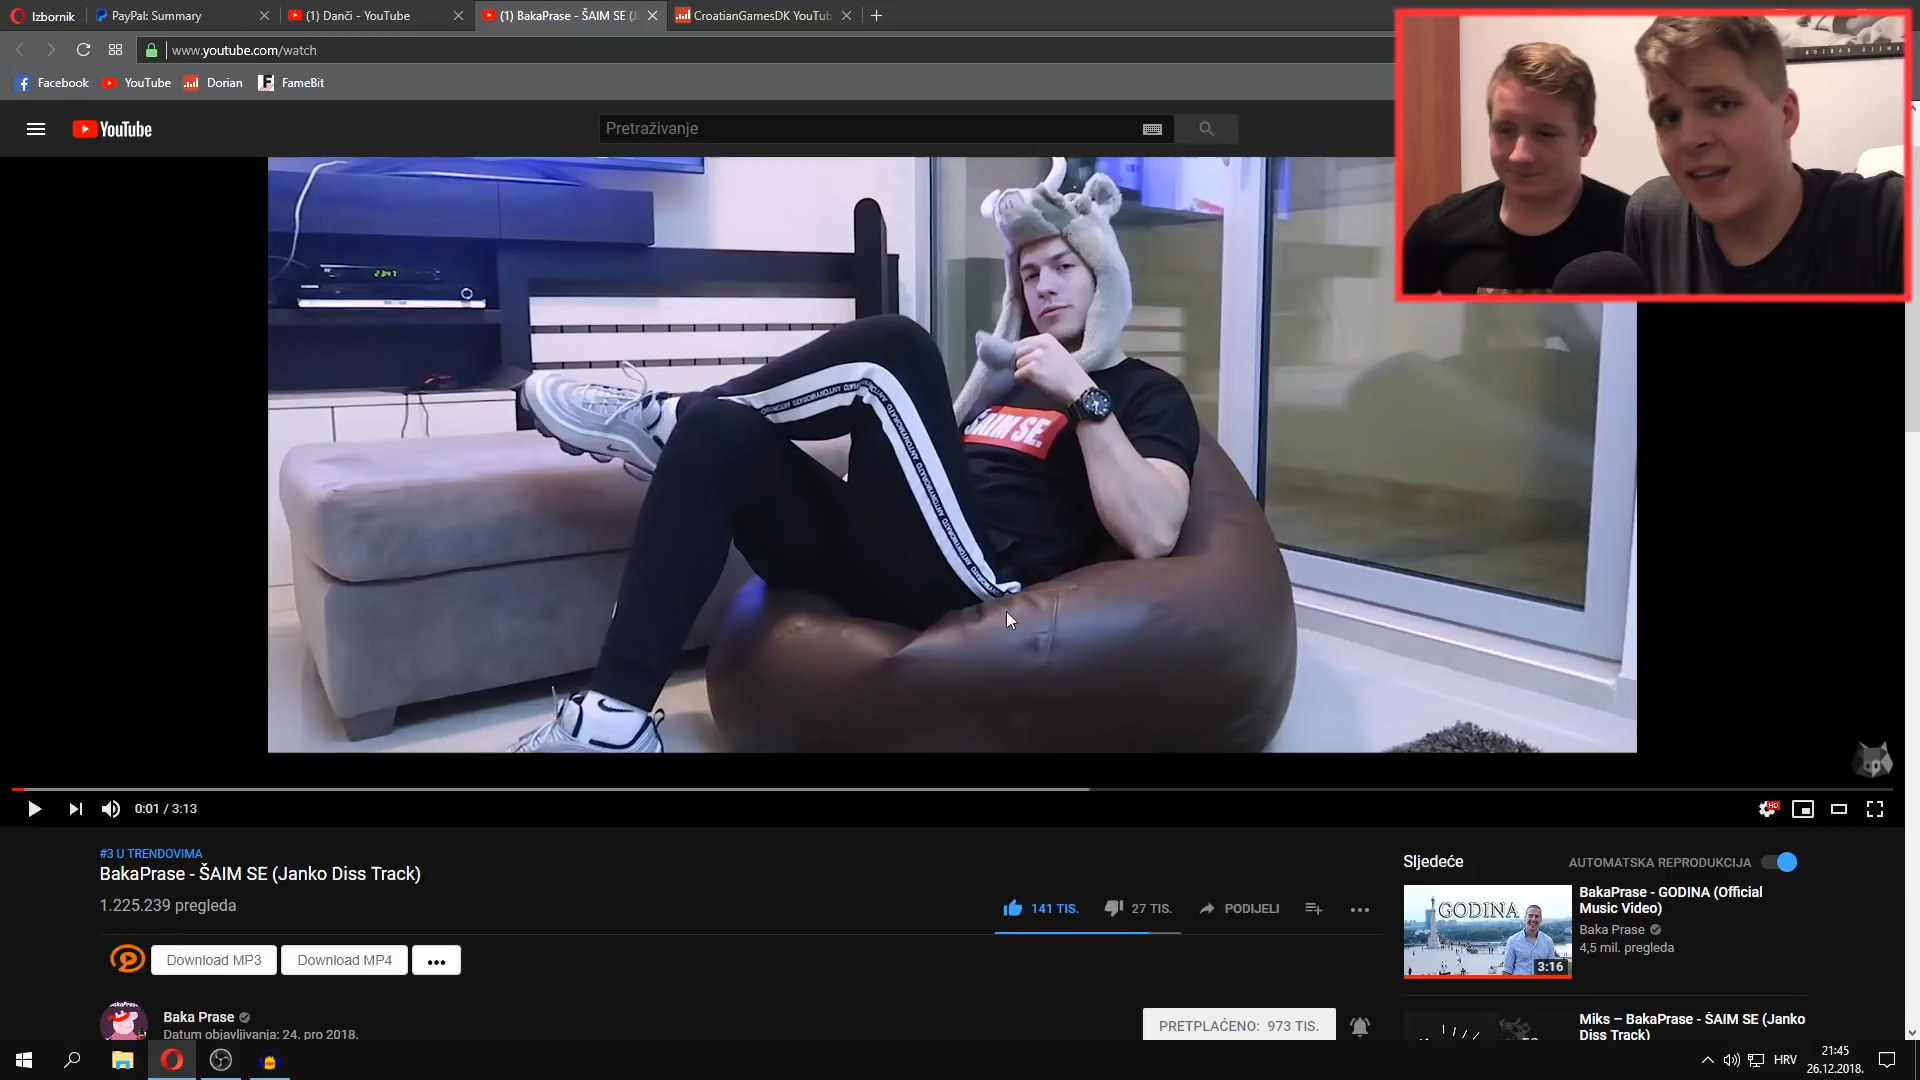 Izbornik
PayPal: Summary
(1) Danči - YouTube
(1) BakaPrase - ŠAIM SE (J
CroatianGamesDK YouTub
www.youtube.com/watch
Facebook
YouTube
Dorian
FameBit
YouTube
Pretraživanje
2347
ŠAIM SE.
ANTONYMORATO ANTONYMORATO
0:01 / 3:13
HD
#3 U TRENDOVIMA
BakaPrase - ŠAIM SE (Janko Diss Track)
1.225.239 pregleda
141 TIS.
27 TIS.
PODIJELI
Download MP3
Download MP4
Baka Prase
Datum objavljivanja: 24. pro 2018.
PRETPLAĆENO: 973 TIS.
Sljedeće
AUTOMATSKA REPRODUKCIJA
GODINA
3:16
BakaPrase - GODINA (Official
Music Video)
Baka Prase
4,5 mil. pregleda
Miks – BakaPrase - ŠAIM SE (Janko
Diss Track)
HRV
21:45
26.12.2018.